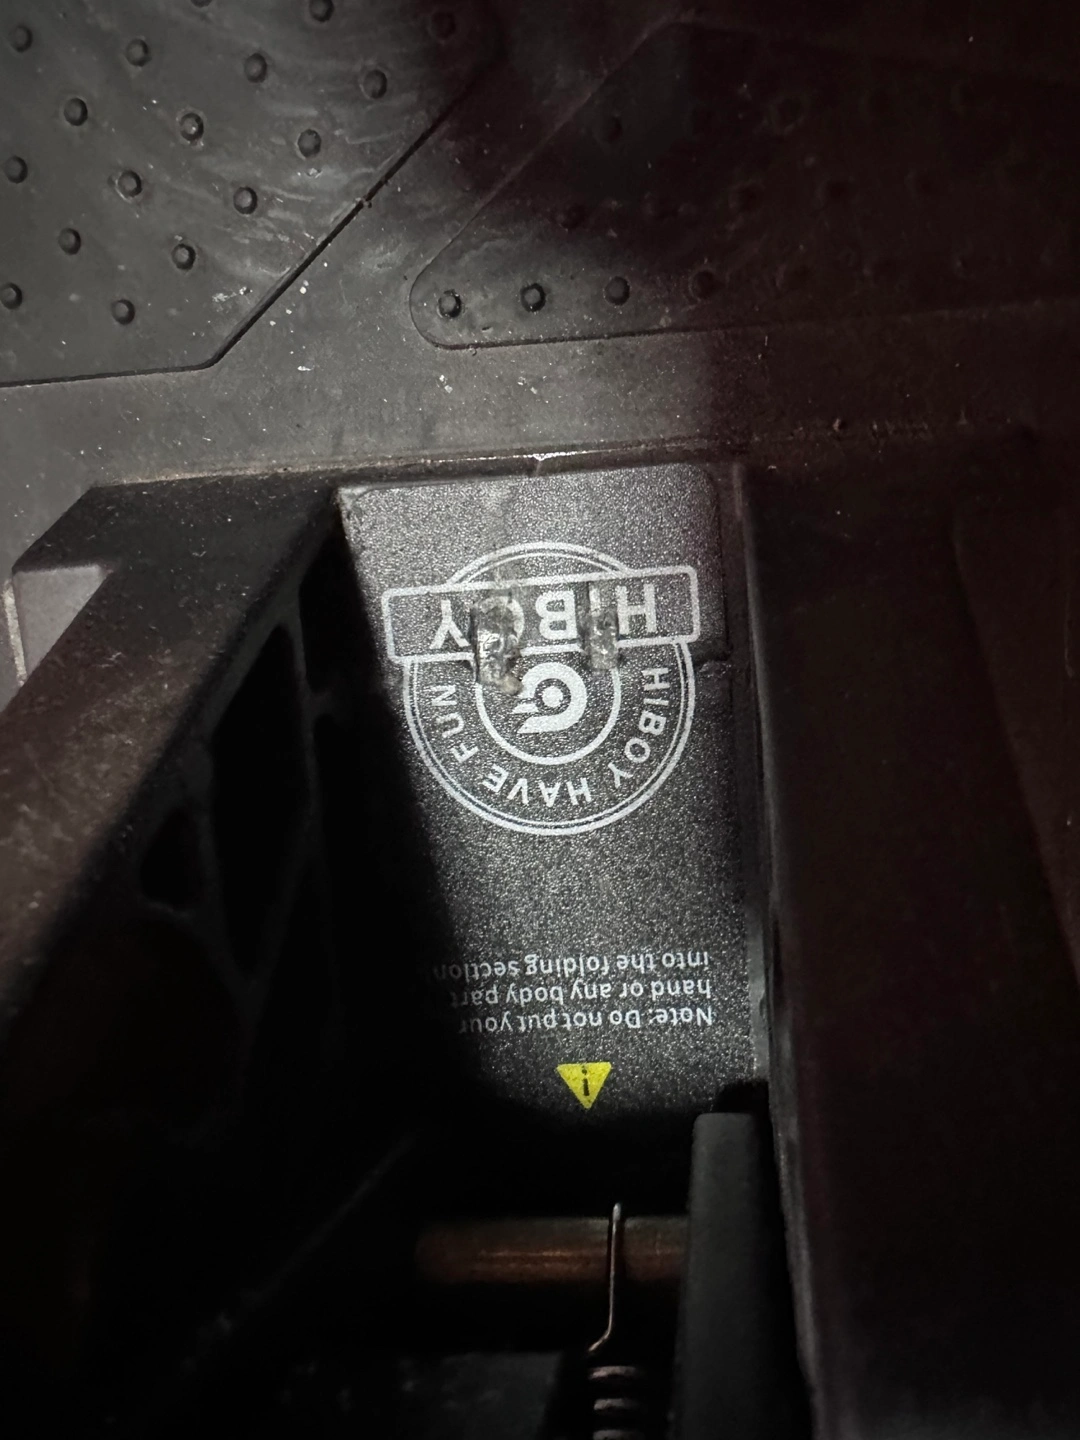 HIBOY
HIBOY HAVE FUN
Note: Do not put your
hand or any body part
into the folding section